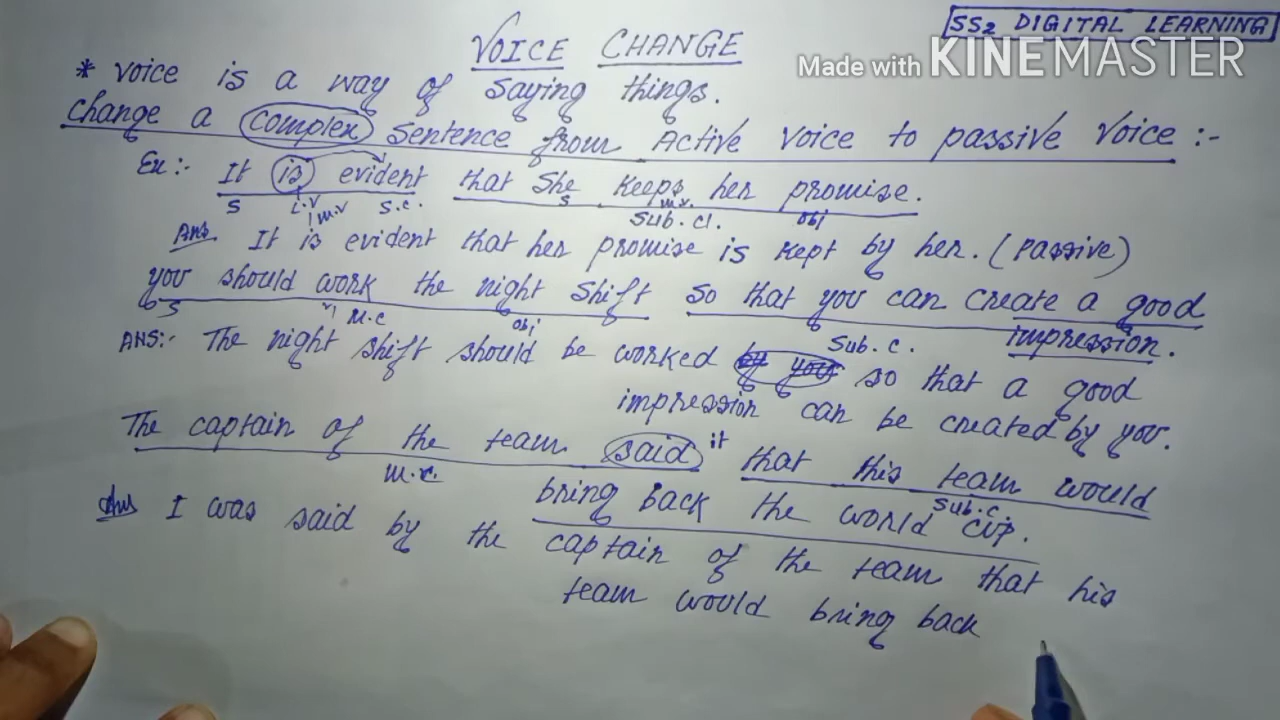 SS2 DIGITAL LEARNING
Made with KINEMASTER
VOICE CHANGE
* Voice is a way of saying things.
Change a complex sentence from Active voice to passive voice :-
Ex:- It is evident that She keeps her promise.
S L.V M.V S.C. S m.v. Sub. cl. obj
Ans It is evident that her promise is kept by her. (Passive)
you should work the night Shift so that you can create a good
impression.
S v M.C obj Sub. C.
ANS:- The night shift should be worked by you so that a good
impression can be created by you.
The captain of the team said it that this team would
M.C. Sub. C.
bring back the world cup.
Ans I was said by the captain of the team that his
team would bring back